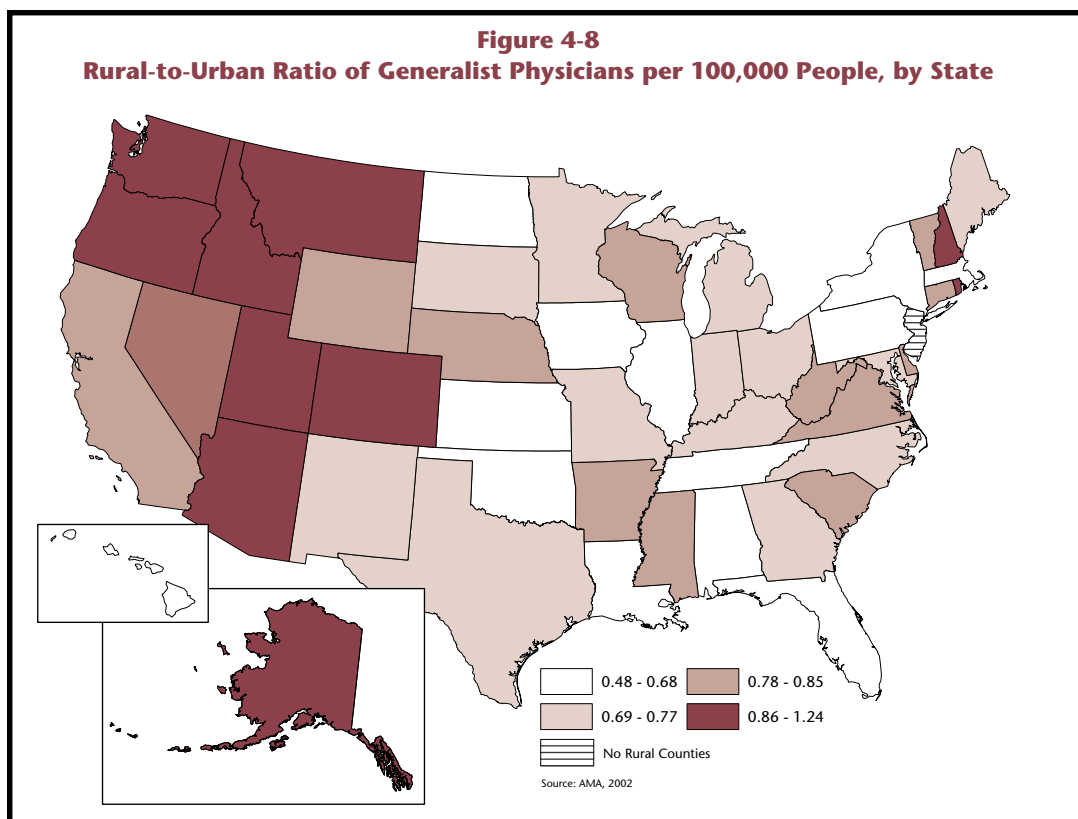 Figure 4-8
Rural-to-Urban Ratio of Generalist Physicians per 100,000 People, by State
0.48 - 0.68
0.78 - 0.85
0.69 - 0.77
0.86 - 1.24
No Rural Counties
Source: AMA, 2002